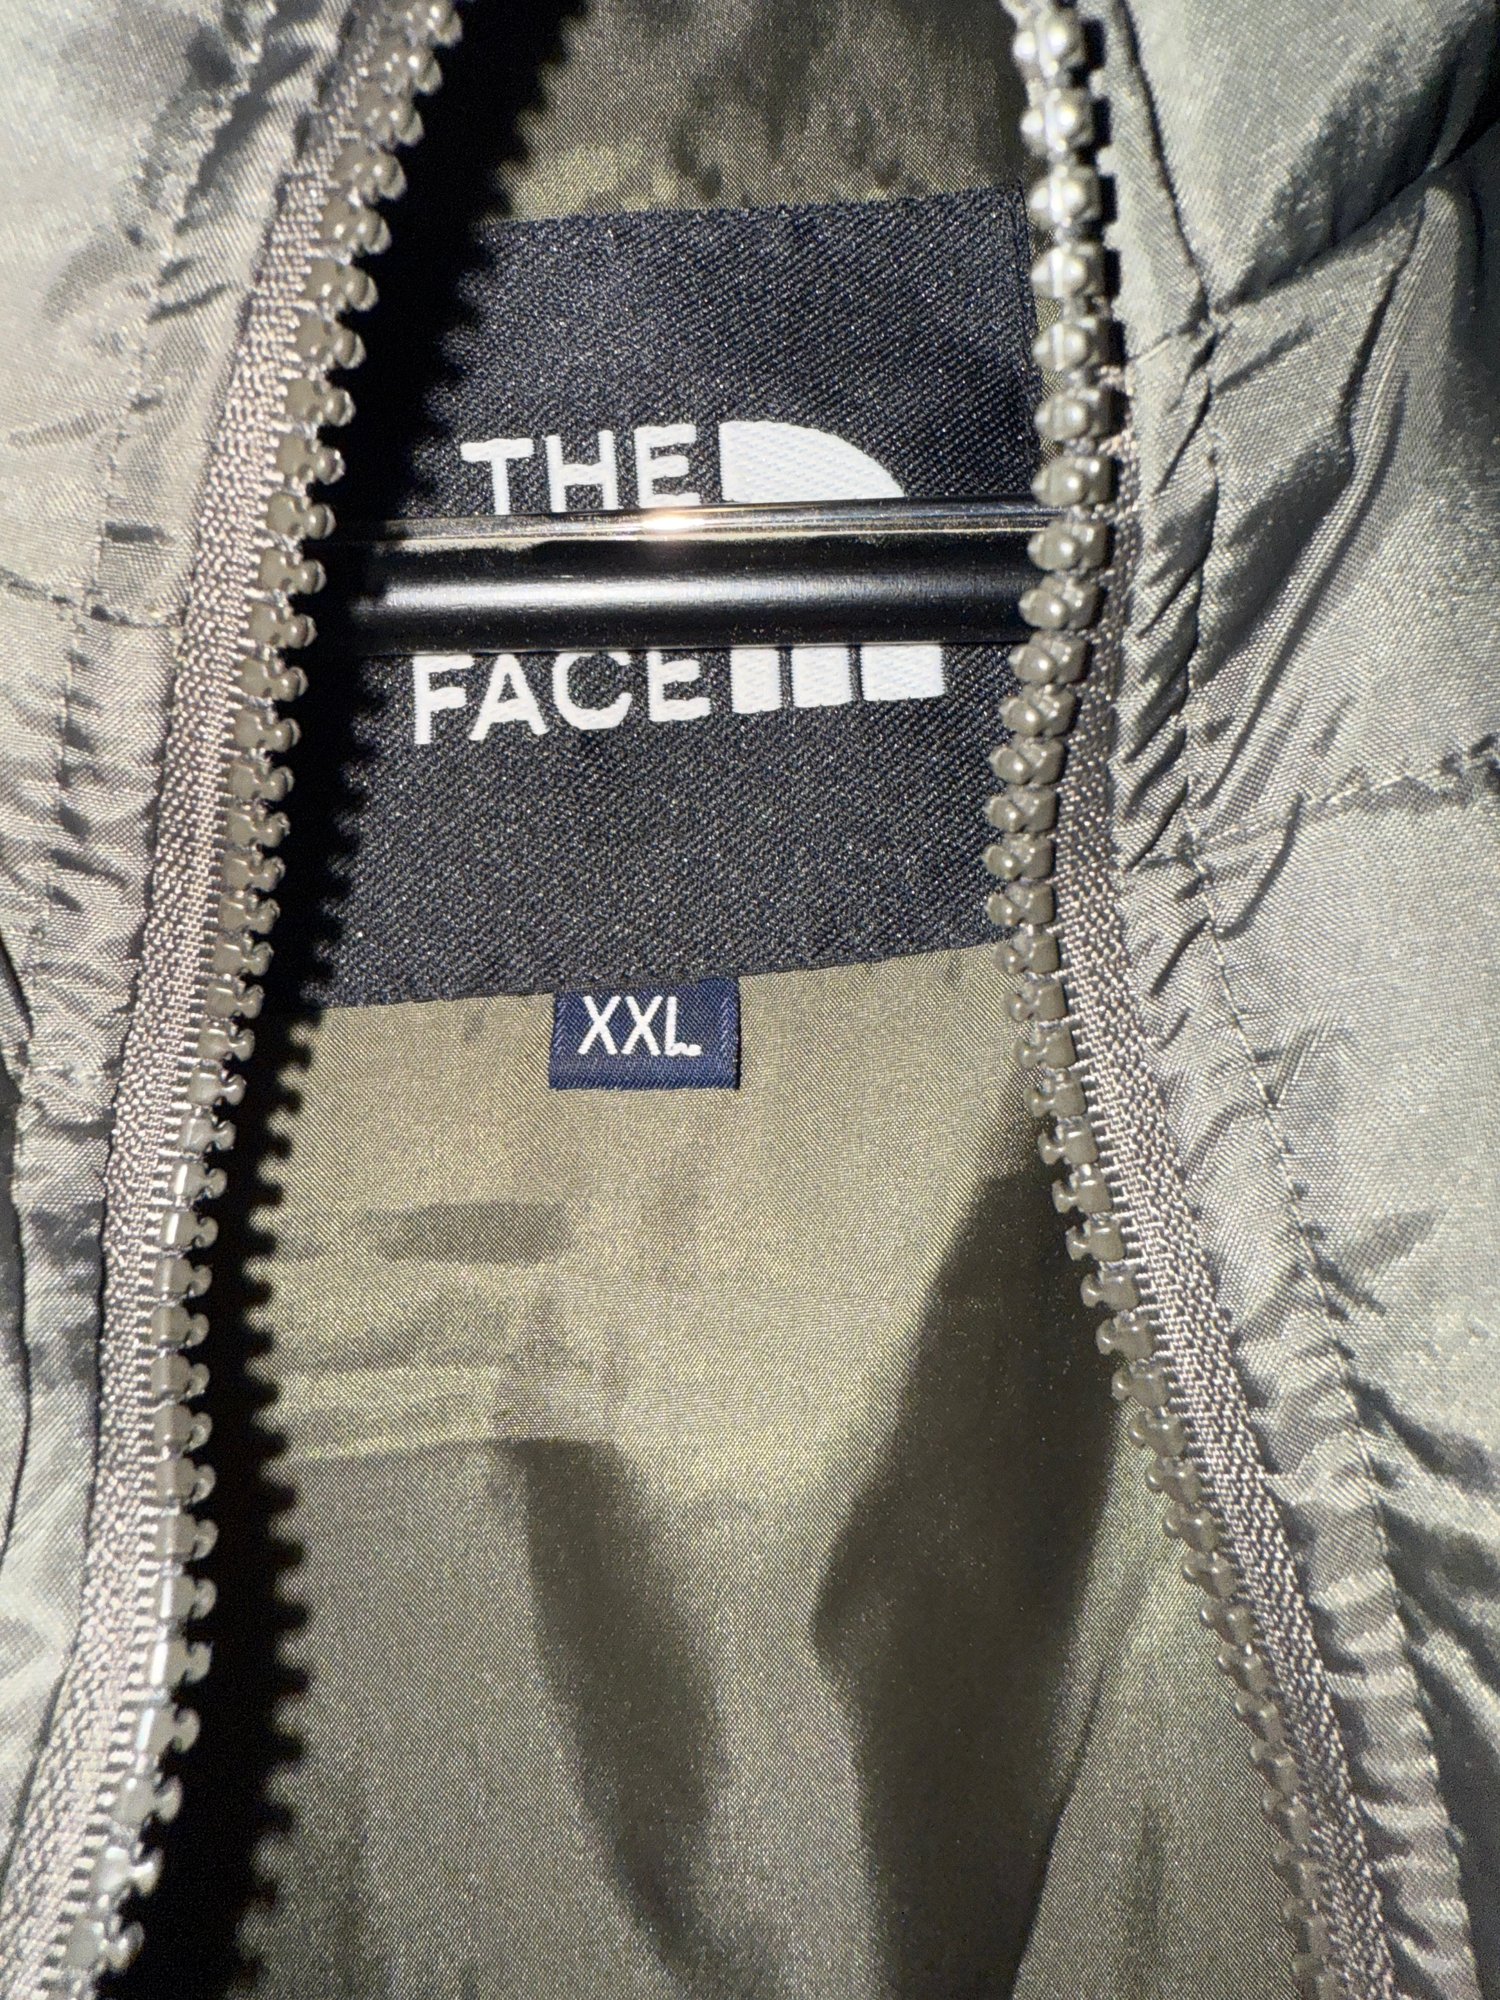 THE
FACE
XXL